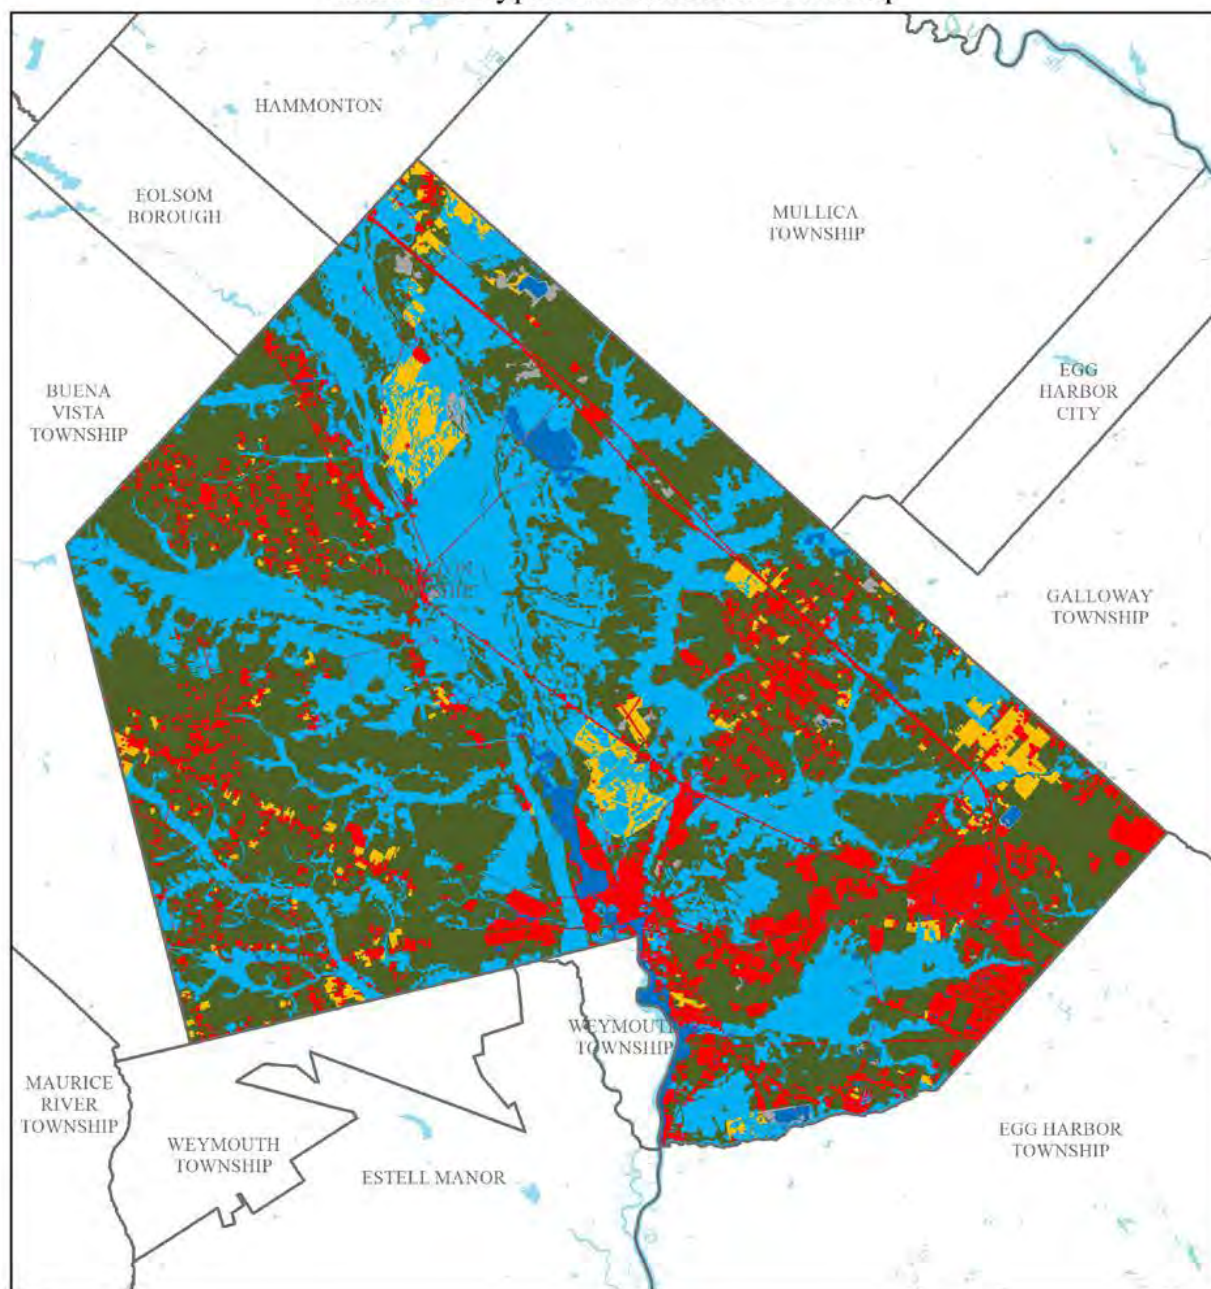 HAMMONTON
FOLSOM
BOROUGH
MULLICA
TOWNSHIP
EGG
HARBOR
CITY
BUENA
VISTA
TOWNSHIP
GALLOWAY
TOWNSHIP
WEYMOUTH
TOWNSHIP
MAURICE
RIVER
TOWNSHIP
WEYMOUTH
TOWNSHIP
ESTELL MANOR
EGG HARBOR
TOWNSHIP